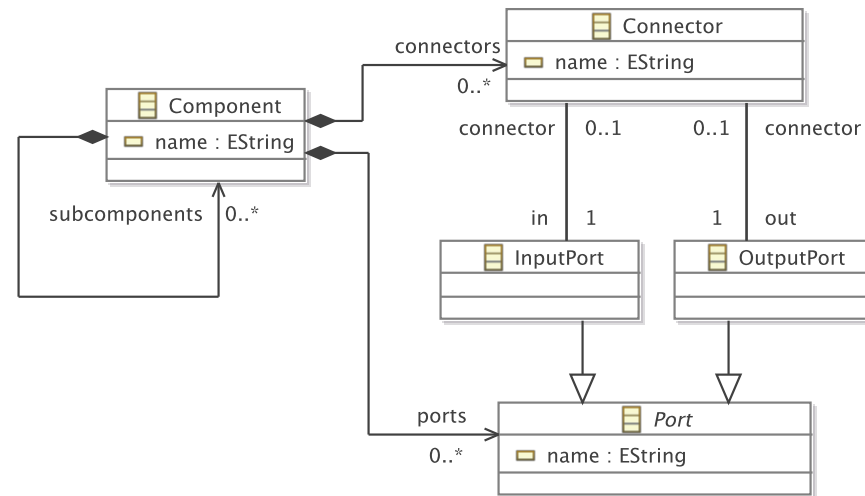 Connector
name : EString
connectors
0..*
Component
name : EString
connector
0..1
0..1
connector
subcomponents
0..*
in
1
1
out
InputPort
OutputPort
ports
0..*
Port
name : EString